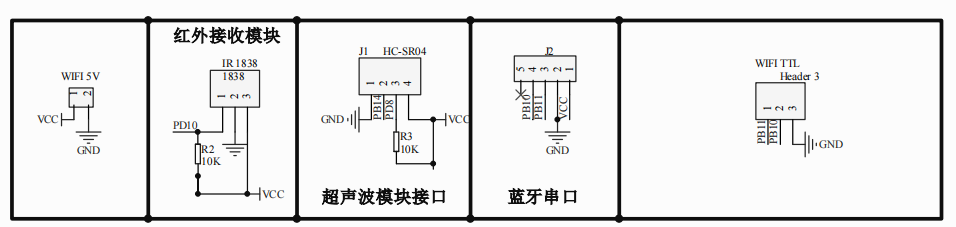 WIFI 5V
1 2
VCC
GND
红外接收模块
IR 1838
1838
1 2 3
PD10
R2
10K
VCC
J1 HC-SR04
1 2 3 4
GND
PB14
PD8
VCC
R3
10K
超声波模块接口
J2
5 4 3 2 1
PB10
PB11
VCC
GND
蓝牙串口
WIFI TTL
Header 3
1 2 3
PB11
PB10
GND